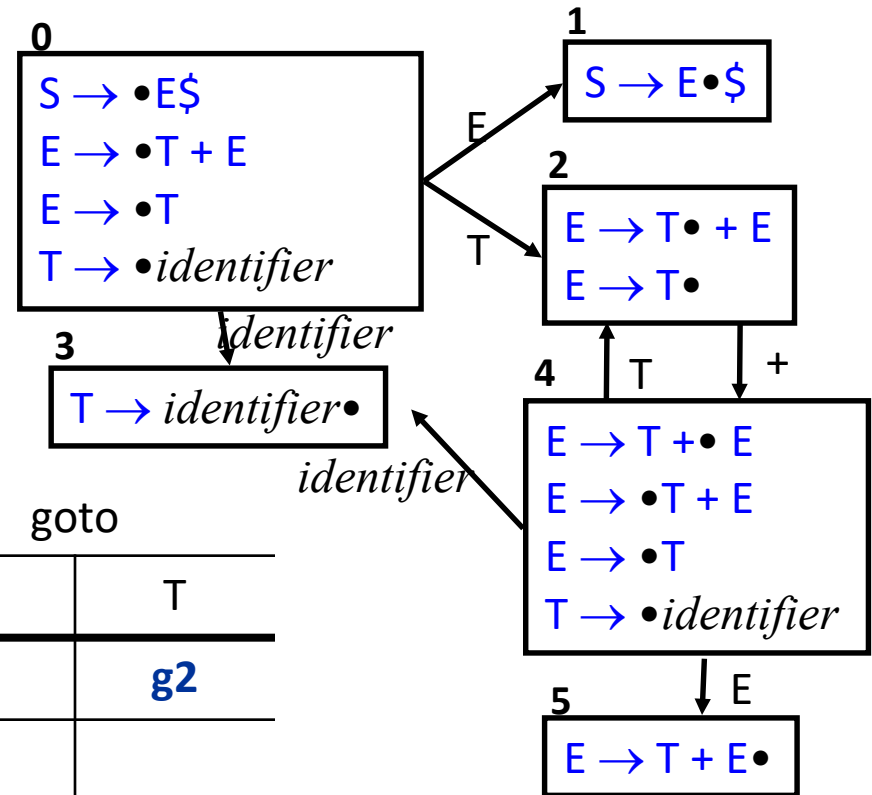 0
S → •E$
E → •T + E
E → •T
T → •identifier
E
T
1
S → E•$
2
E → T• + E
E → T•
identifier
3
T → identifier•
identifier
T
+
4
E → T +• E
E → •T + E
E → •T
T → •identifier
E
5
E → T + E•
goto
T
g2